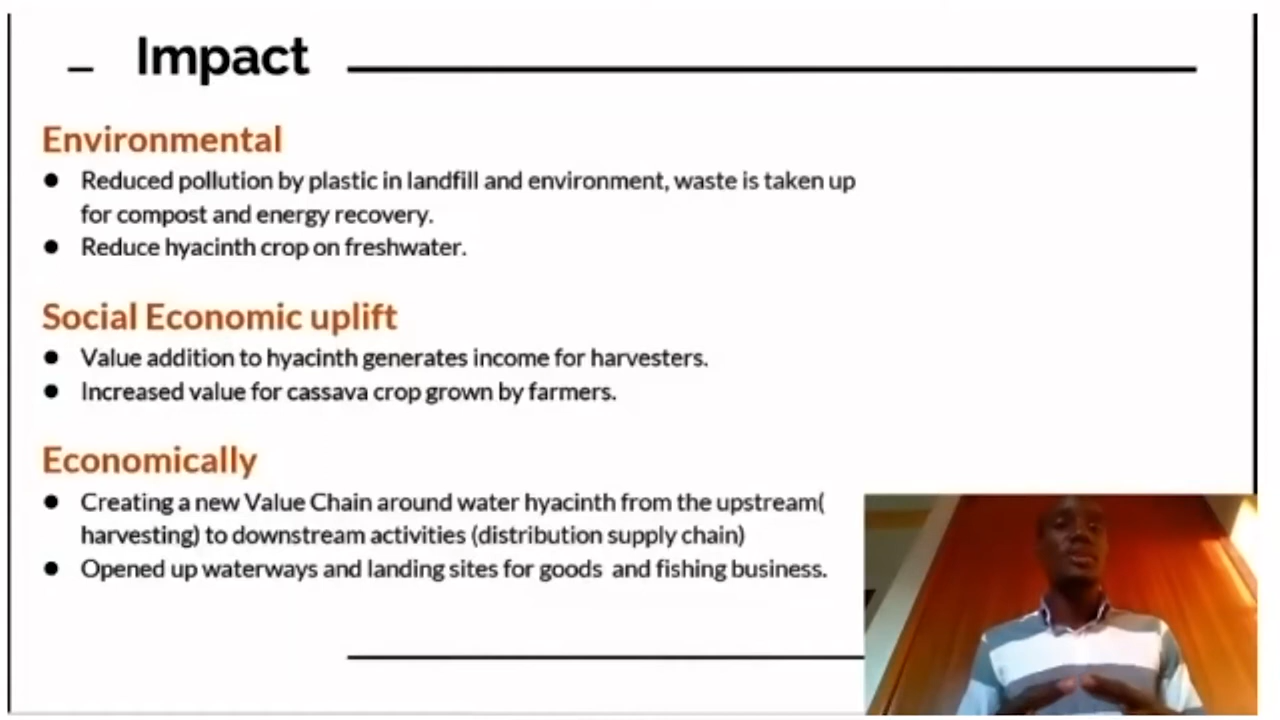 Impact
Environmental
● Reduced pollution by plastic in landfill and environment, waste is taken up
for compost and energy recovery.
● Reduce hyacinth crop on freshwater.
Social Economic uplift
● Value addition to hyacinth generates income for harvesters.
● Increased value for cassava crop grown by farmers.
Economically
● Creating a new Value Chain around water hyacinth from the upstream(
harvesting) to downstream activities (distribution supply chain)
● Opened up waterways and landing sites for goods  and fishing business.